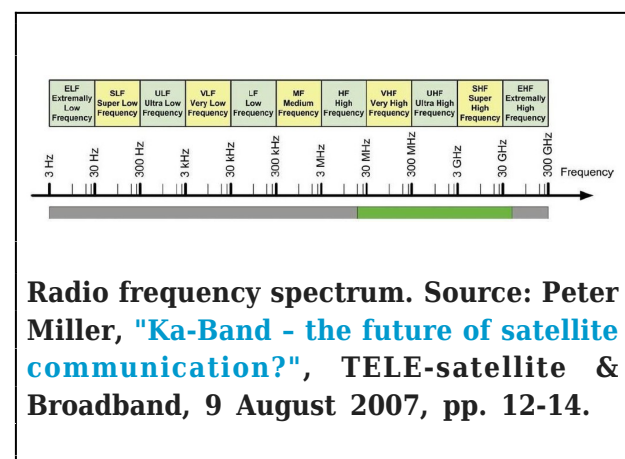 ELF
Extremally
Low
Frequency
SLF
Super Low
Frequency
ULF
Ultra Low
Frequency
VLF
Very Low
Frequency
LF
Low
Frequency
MF
Medium
Frequency
HF
High
Frequency
VHF
Very High
Frequency
UHF
Ultra High
Frequency
SHF
Super
High
Frequency
EHF
Extremally
High
Frequency
3 Hz
30 Hz
300 Hz
3 kHz
30 kHz
300 kHz
3 MHz
30 MHz
300 MHz
3 GHz
30 GHz
300 GHz
Frequency
Radio frequency spectrum. Source: Peter
Miller, "Ka-Band – the future of satellite
communication?", TELE-satellite &
Broadband, 9 August 2007, pp. 12-14.